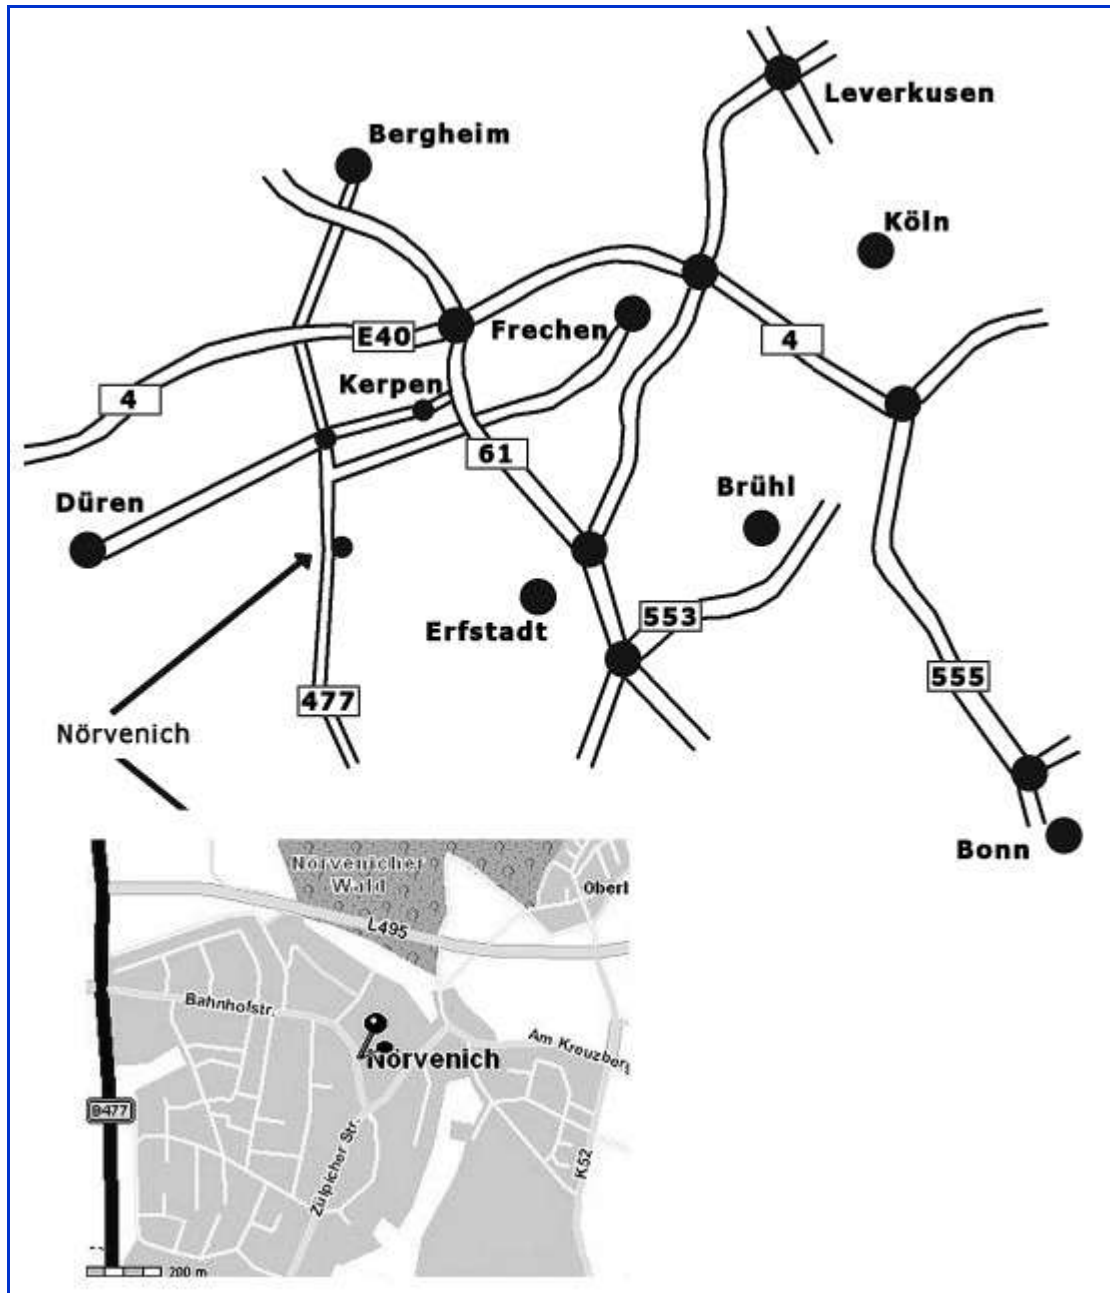 Leverkusen
Bergheim
Köln
E40
Frechen
4
Kerpen
4
61
Düren
Brühl
Erfstadt
553
477
555
Nörvenich
Bonn
Nörvenicher
Wald
Oberl
L495
Bahnhofstr.
Am Kreuzberg
Nörvenich
B477
Zülpicher Str.
K52
200 m